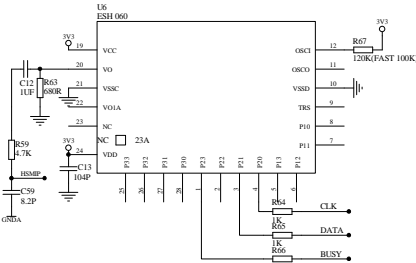 U6
ESH 060
3V3
19 VCC
20 VO
21 VSSC
22 VO1A
23 NC
3V3
24 VDD
NC 23A
C12
1UF
R63
680R
R59
4.7K
HSMIP
C59
8.2P
GNDA
C13
104P
OSCI 12
OSCO 11
VSSD 10
TRS 9
P10 8
P11 7
3V3
R67
120K(FAST 100K)
P33 P32 P31 P30 P23 P22 P21 P20 P13 P12
25 26 27 28 1 2 3 4 5 6
R64 CLK
1K
R65 DATA
1K
R66 BUSY